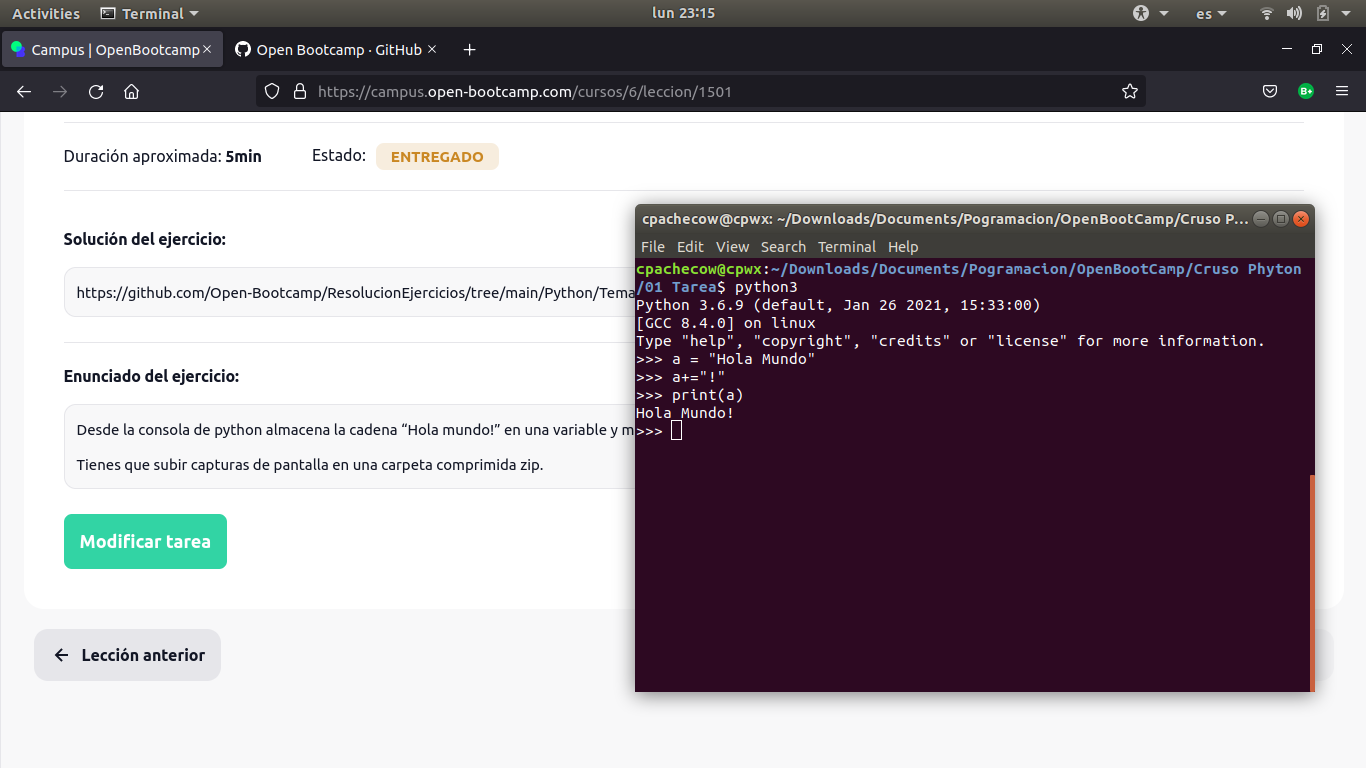 Activities Terminal lun 23:15 es
Campus | OpenBootcamp Open Bootcamp · GitHub
https://campus.open-bootcamp.com/cursos/6/leccion/1501 B+
Duración aproximada: 5min Estado: ENTREGADO
Solución del ejercicio:
https://github.com/Open-Bootcamp/ResolucionEjercicios/tree/main/Python/Tema
Enunciado del ejercicio:
Desde la consola de python almacena la cadena “Hola mundo!” en una variable y m
Tienes que subir capturas de pantalla en una carpeta comprimida zip.
Modificar tarea
Lección anterior
cpachecow@cpwx: ~/Downloads/Documents/Pogramacion/OpenBootCamp/Cruso P...
File Edit View Search Terminal Help
cpachecow@cpwx:~/Downloads/Documents/Pogramacion/OpenBootCamp/Cruso Phyton
/01 Tarea$ python3
Python 3.6.9 (default, Jan 26 2021, 15:33:00)
[GCC 8.4.0] on linux
Type "help", "copyright", "credits" or "license" for more information.
>>> a = "Hola Mundo"
>>> a+="!"
>>> print(a)
Hola Mundo!
>>>